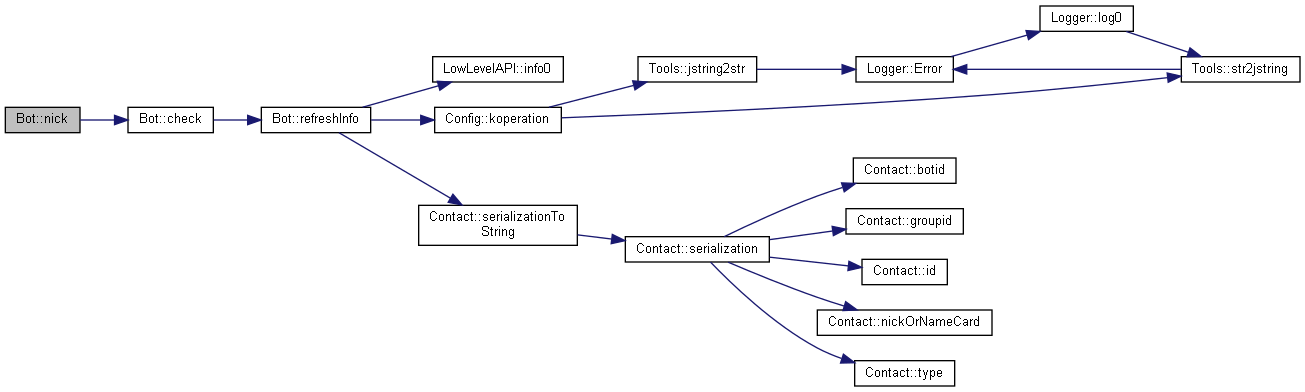 Bot::nick
Bot::check
Bot::refreshInfo
LowLevelAPI::info0
Config::koperation
Tools::jstring2str
Logger::Error
Logger::log0
Tools::str2jstring
Contact::serializationTo
String
Contact::serialization
Contact::botid
Contact::groupid
Contact::id
Contact::nickOrNameCard
Contact::type